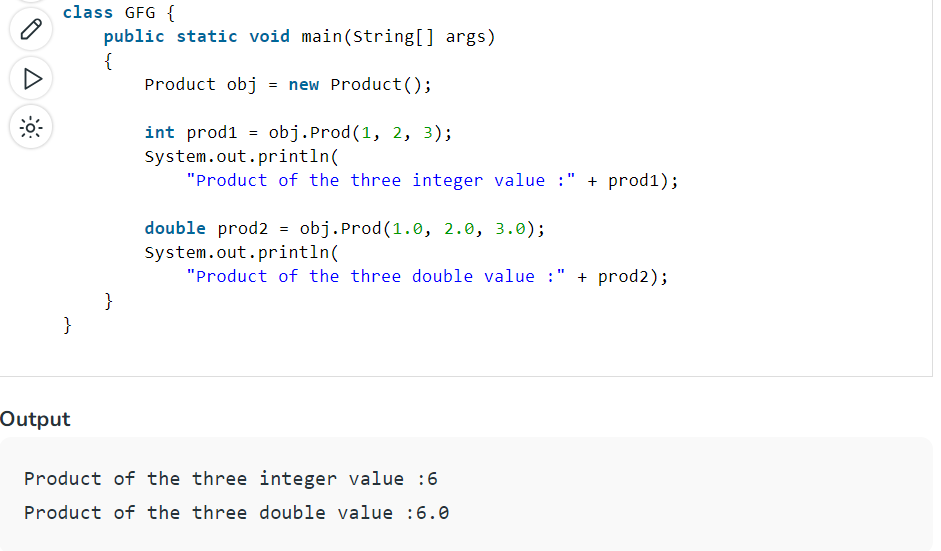 class GFG {
    public static void main(String[] args)
    {
        Product obj = new Product();
        int prod1 = obj.Prod(1, 2, 3);
        System.out.println(
            "Product of the three integer value :" + prod1);
        double prod2 = obj.Prod(1.0, 2.0, 3.0);
        System.out.println(
            "Product of the three double value :" + prod2);
    }
}
Output
Product of the three integer value :6
Product of the three double value :6.0